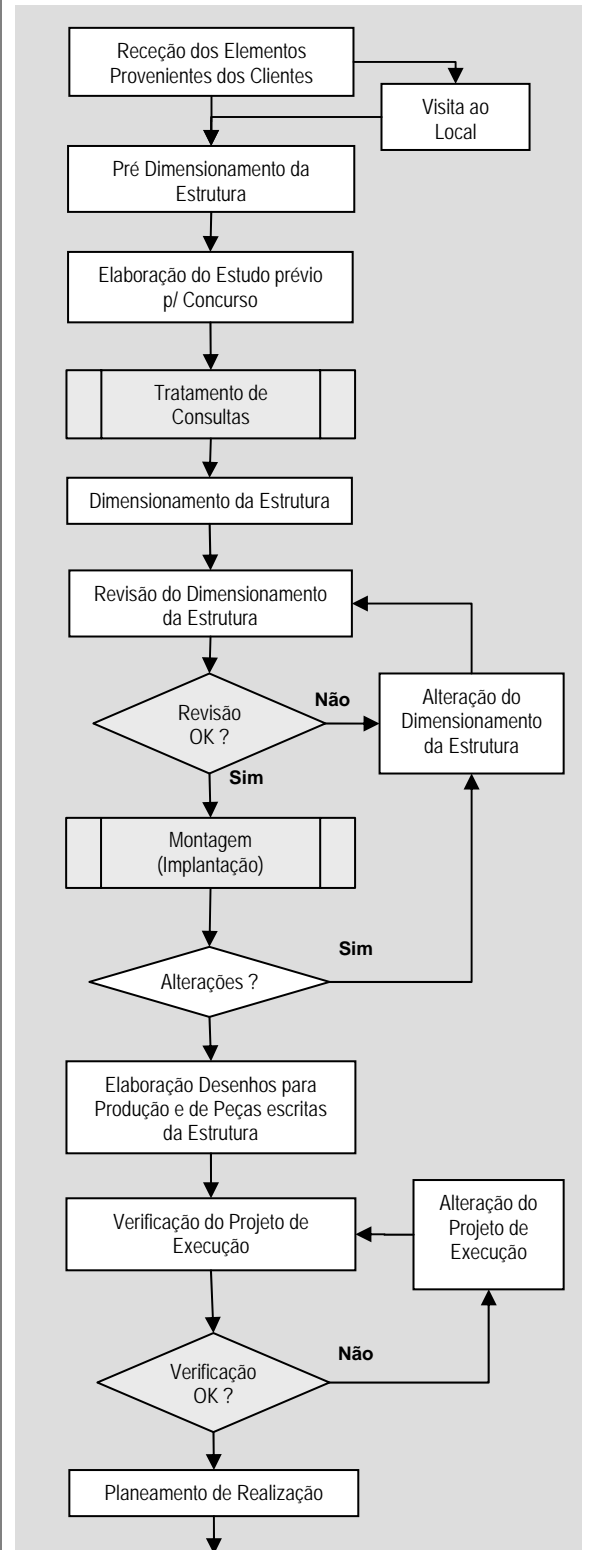 Receção dos Elementos
Provenientes dos Clientes
Visita ao
Local
Pré Dimensionamento da
Estrutura
Elaboração do Estudo prévio
p/ Concurso
Tratamento de
Consultas
Dimensionamento da Estrutura
Revisão do Dimensionamento
da Estrutura
Revisão
OK ?
Não
Alteração do
Dimensionamento
da Estrutura
Sim
Montagem
(Implantação)
Alterações ?
Sim
Elaboração Desenhos para
Produção e de Peças escritas
da Estrutura
Verificação do Projeto de
Execução
Alteração do
Projeto de
Execução
Verificação
OK ?
Não
Planeamento de Realização